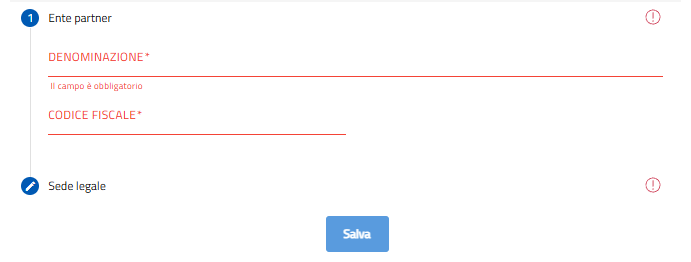 1 Ente partner
DENOMINAZIONE*
Il campo è obbligatorio
CODICE FISCALE*
Sede legale
Salva